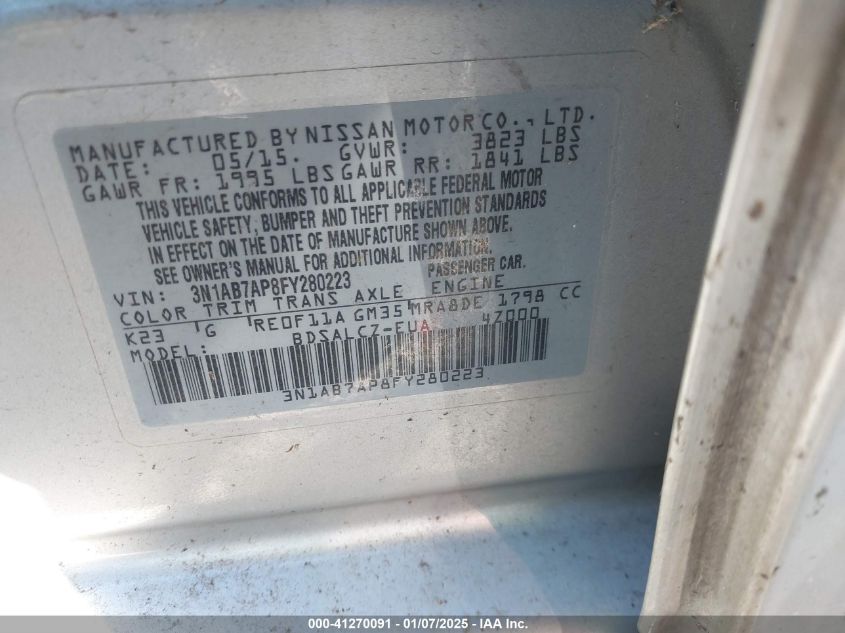 MANUFACTURED BY NISSAN MOTOR CO., LTD.
DATE: 05/15. GVWR: 3823 LBS
GAWR FR: 1995 LBS GAWR RR: 1841 LBS
THIS VEHICLE CONFORMS TO ALL APPLICABLE FEDERAL MOTOR
VEHICLE SAFETY, BUMPER AND THEFT PREVENTION STANDARDS
IN EFFECT ON THE DATE OF MANUFACTURE SHOWN ABOVE.
SEE OWNER'S MANUAL FOR ADDITIONAL INFORMATION.
VIN: 3N1AB7AP8FY280223 PASSENGER CAR.
COLOR TRIM TRANS AXLE ENGINE
K23 G RE0F11A GM35 MRA8DE 1798 CC
MODEL: BDSALCZ-EUA 4Z000
3N1AB7AP8FY280223
000-41270091 - 01/07/2025 - IAA Inc.